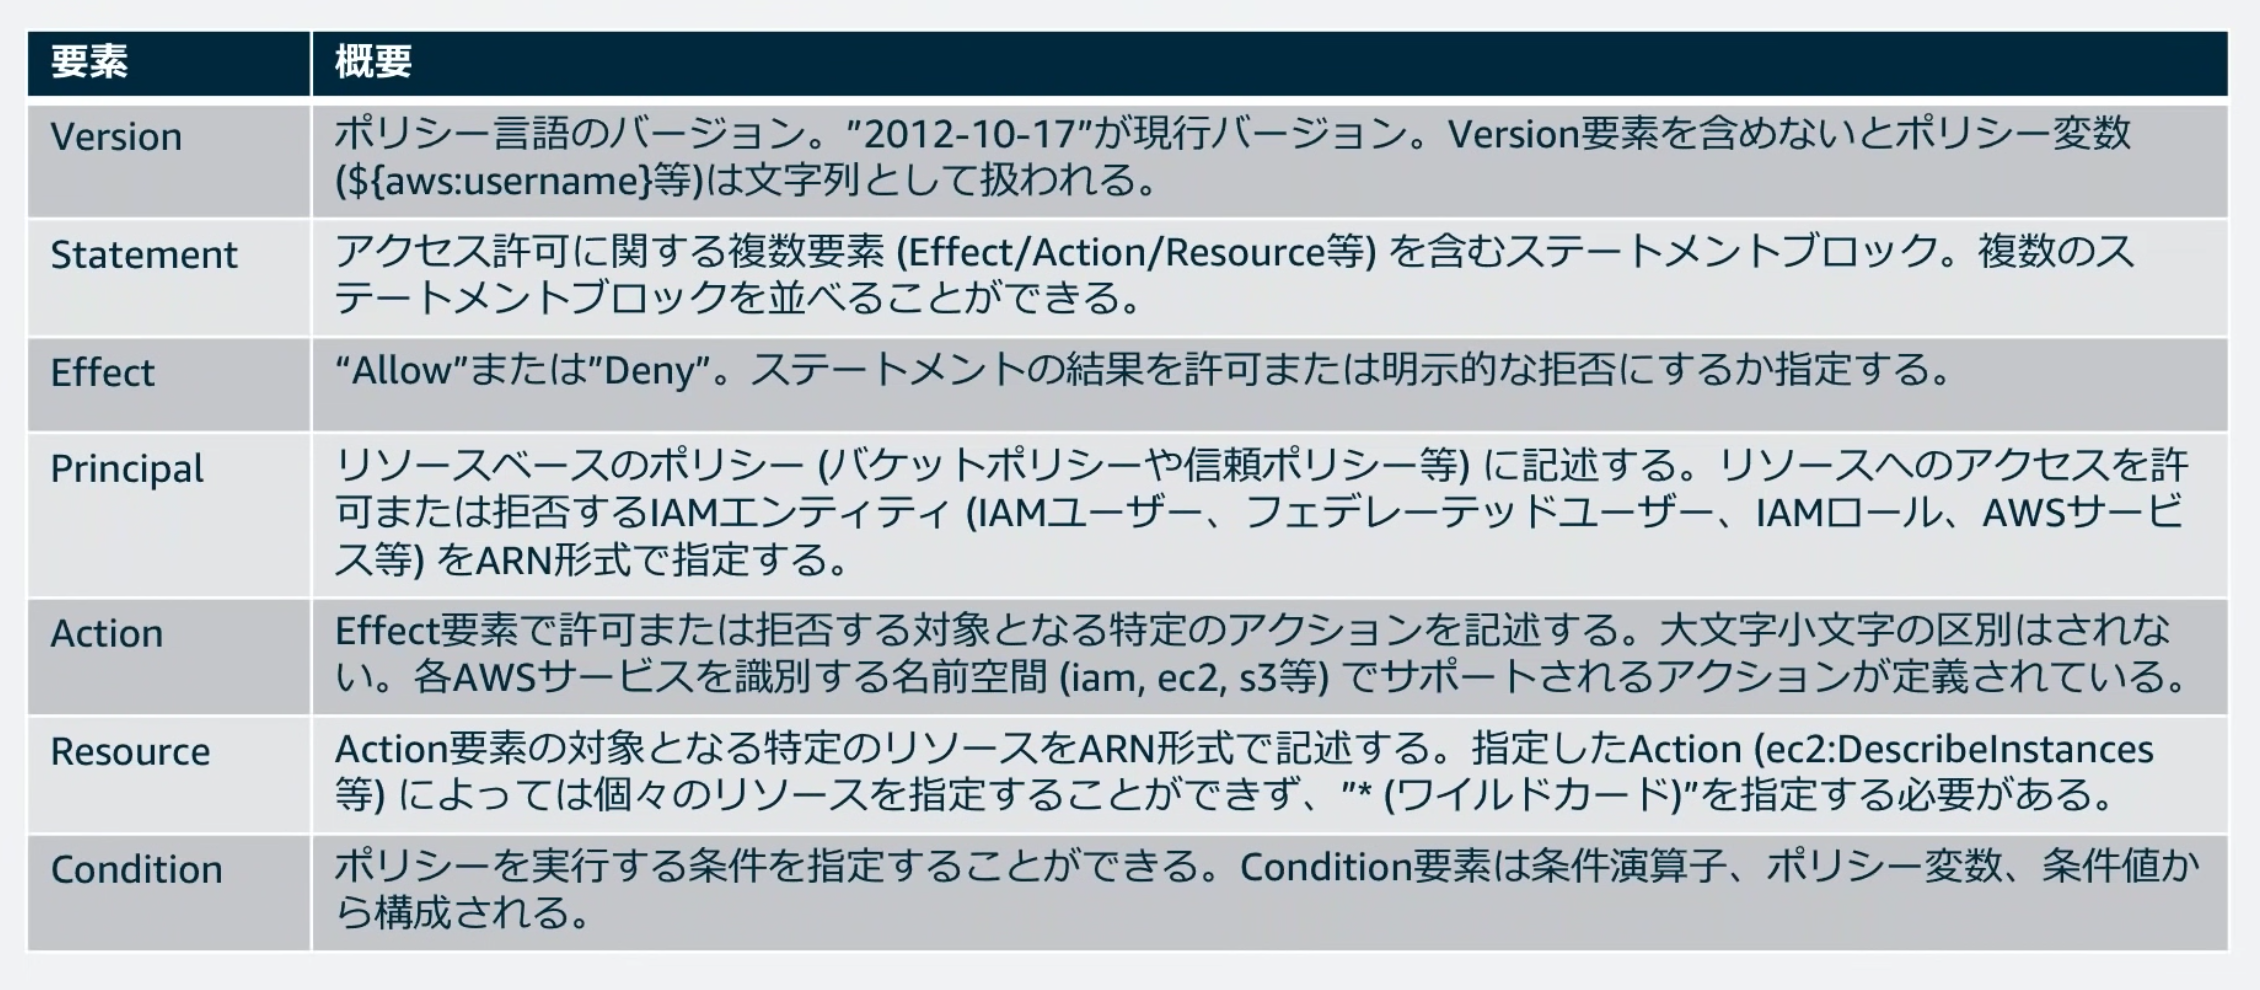 要素 概要
Version ポリシー言語のバージョン。”2012-10-17”が現行バージョン。Version要素を含めないとポリシー変数
(${aws:username}等)は文字列として扱われる。
Statement アクセス許可に関する複数要素 (Effect/Action/Resource等) を含むステートメントブロック。複数のス
テートメントブロックを並べることができる。
Effect “Allow”または”Deny”。ステートメントの結果を許可または明示的な拒否にするか指定する。
Principal リソースベースのポリシー (バケットポリシーや信頼ポリシー等) に記述する。リソースへのアクセスを許
可または拒否するIAMエンティティ (IAMユーザー、フェデレーテッドユーザー、IAMロール、AWSサービ
ス等) をARN形式で指定する。
Action Effect要素で許可または拒否する対象となる特定のアクションを記述する。大文字小文字の区別はされな
い。各AWSサービスを識別する名前空間 (iam, ec2, s3等) でサポートされるアクションが定義されている。
Resource Action要素の対象となる特定のリソースをARN形式で記述する。指定したAction (ec2:DescribeInstances
等) によっては個々のリソースを指定することができず、”* (ワイルドカード)”を指定する必要がある。
Condition ポリシーを実行する条件を指定することができる。Condition要素は条件演算子、ポリシー変数、条件値か
ら構成される。